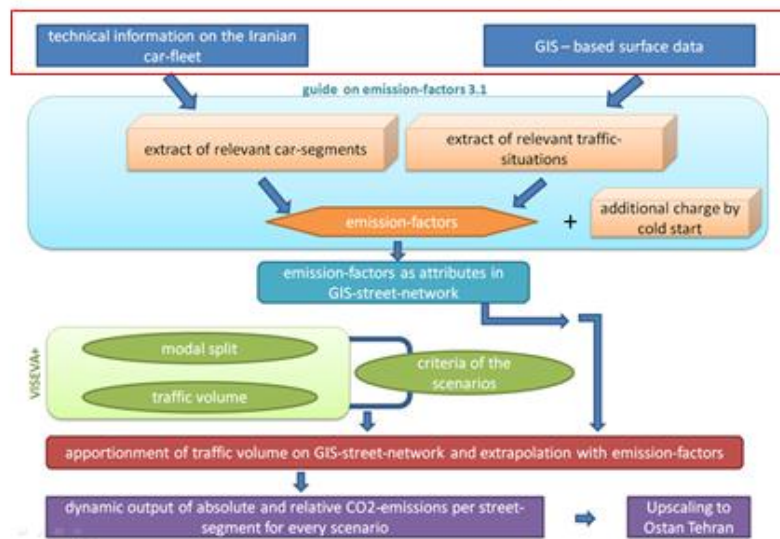 technical information on the Iranian
car-fleet
GIS – based surface data
guide on emission-factors 3.1
extract of relevant car-segments
extract of relevant traffic-
situations
emission-factors
+
additional charge by
cold start
emission-factors as attributes in
GIS-street-network
VISEVA+
modal split
traffic volume
criteria of the
scenarios
apportionment of traffic volume on GIS-street-network and extrapolation with emission-factors
dynamic output of absolute and relative CO2-emissions per street-
segment for every scenario
Upscaling to
Ostan Tehran